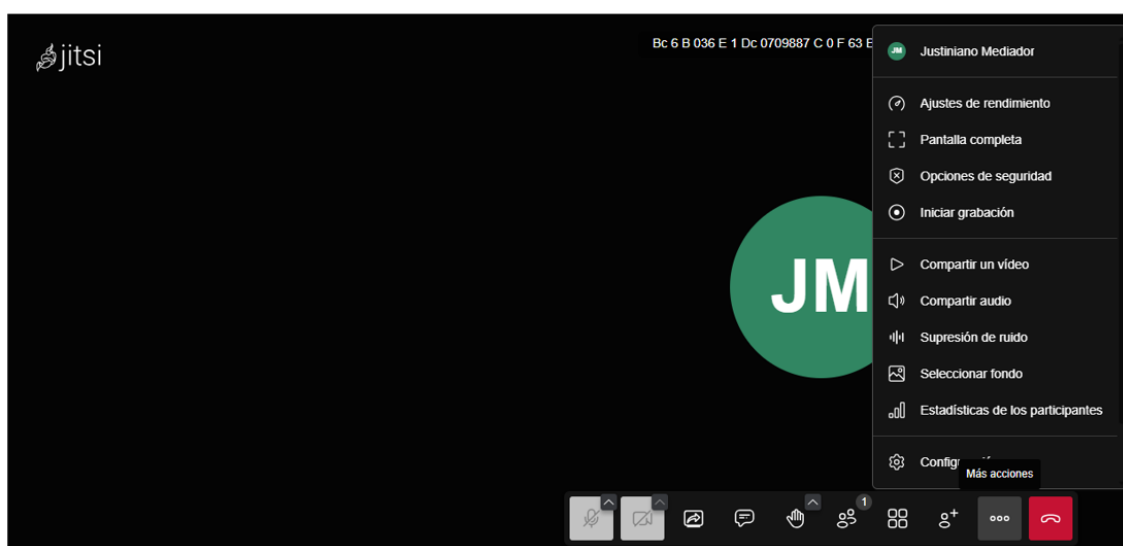 jitsi
Bc 6 B 036 E 1 Dc 0709887 C 0 F 63
JM
Justiniano Mediador
Ajustes de rendimiento
Pantalla completa
Opciones de seguridad
Iniciar grabación
JM
Compartir un vídeo
Compartir audio
Supresión de ruido
Seleccionar fondo
Estadísticas de los participantes
Más acciones
1